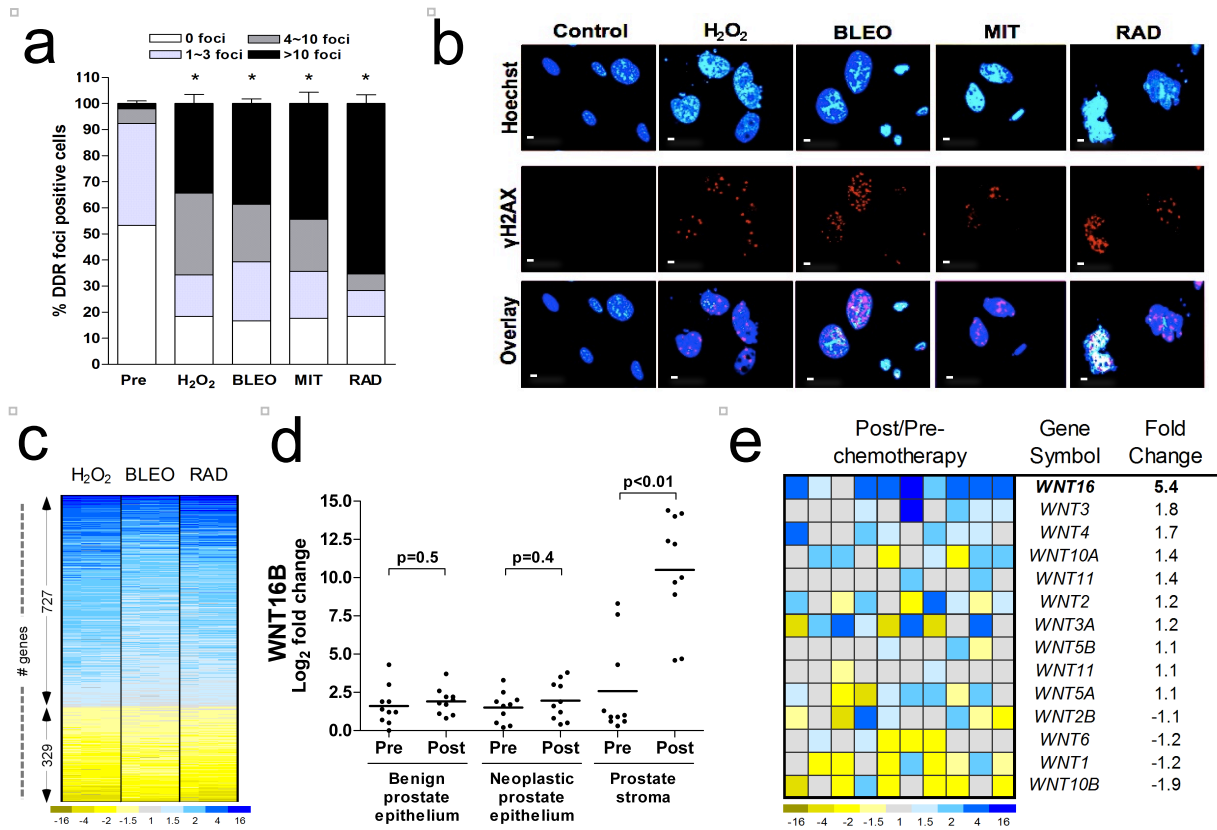 a
0 foci
4~10 foci
1~3 foci
>10 foci
* * * *
% DDR foci positive cells
110
100
90
80
70
60
50
40
30
20
10
0
Pre H₂O₂ BLEO MIT RAD
b
Control H₂O₂ BLEO MIT RAD
Hoechst
γH2AX
Overlay
c
H₂O₂ BLEO RAD
# genes
727
329
-16 -4 -2 -1.5 1 1.5 2 4 16
d
WNT16B
Log₂ fold change
15.0
12.5
10.0
7.5
5.0
2.5
0.0
p=0.5
p=0.4
p<0.01
Pre Post Pre Post Pre Post
Benign
prostate
epithelium
Neoplastic
prostate
epithelium
Prostate
stroma
e
Post/Pre-
chemotherapy
Gene
Symbol
Fold
Change
WNT16 5.4
WNT3 1.8
WNT4 1.7
WNT10A 1.4
WNT11 1.4
WNT2 1.2
WNT3A 1.2
WNT5B 1.1
WNT11 1.1
WNT5A 1.1
WNT2B -1.1
WNT6 -1.2
WNT1 -1.2
WNT10B -1.9
-16 -4 -2 -1.5 1 1.5 2 4 16